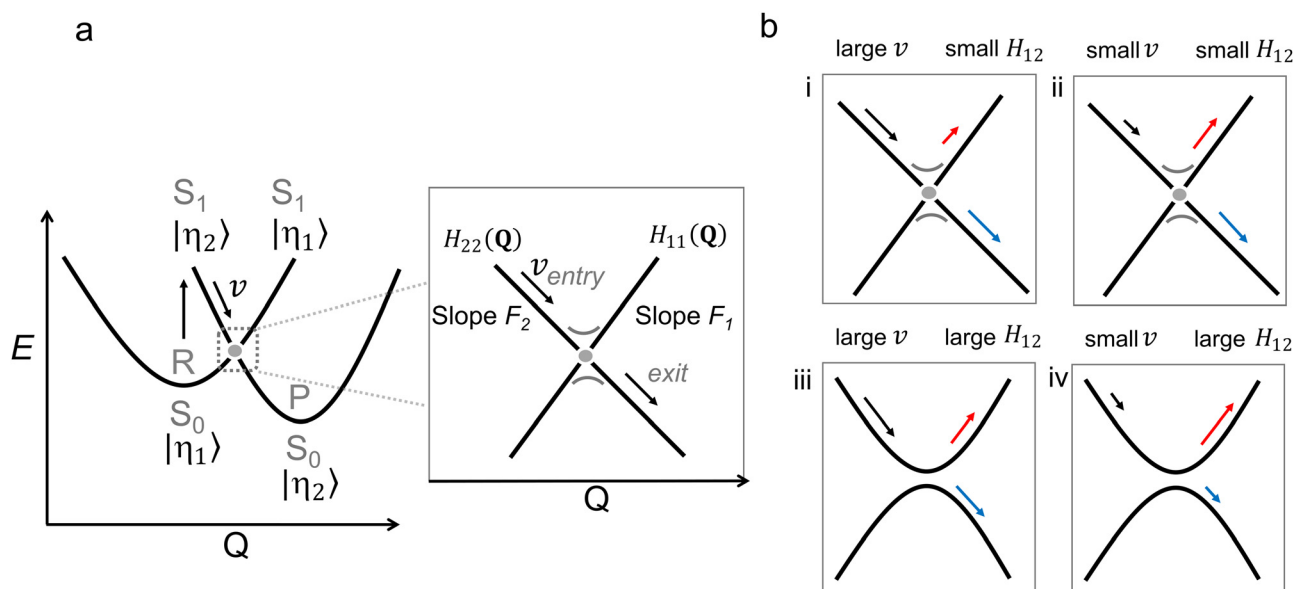 a
S₁ S₁
|η₂⟩ |η₁⟩
v
E
R
P
S₀
|η₁⟩
S₀
|η₂⟩
Q
H₂₂(𝐐) H₁₁(𝐐)
v entry
Slope F₂ Slope F₁
exit
Q
b
large v small H₁₂
i
small v small H₁₂
ii
large v large H₁₂
iii
small v large H₁₂
iv